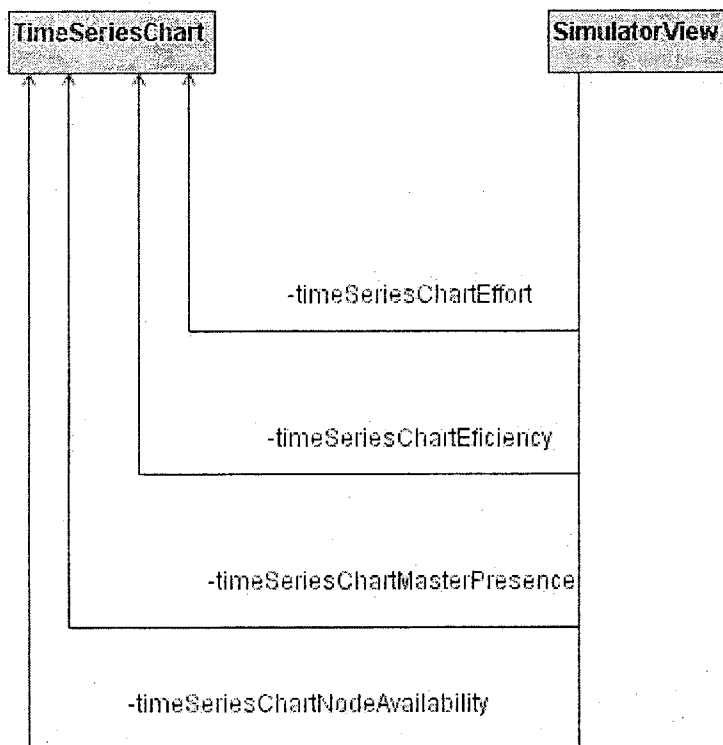 TimeSeriesChart
SimulatorView
-timeSeriesChartEffort
-timeSeriesChartEficiency
-timeSeriesChartMasterPresence
-timeSeriesChartNodeAvailability